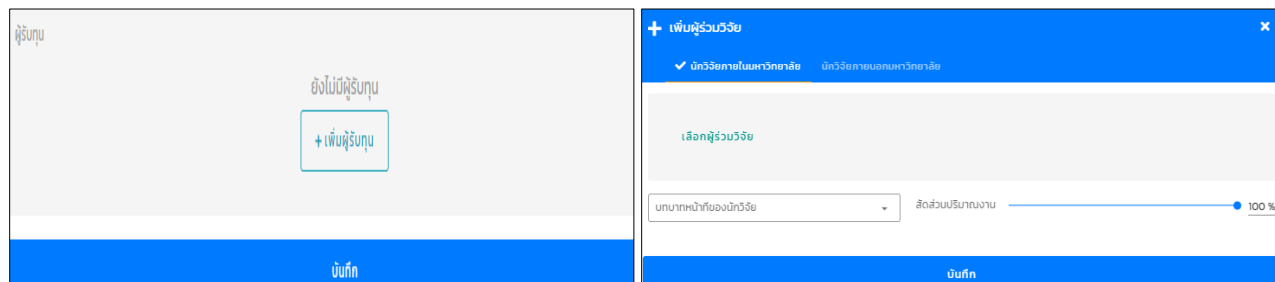 ผู้รับทุน
ยังไม่มีผู้รับทุน
+ เพิ่มผู้รับทุน
บันทึก
+ เพิ่มผู้ร่วมวิจัย ×
✓ นักวิจัยภายในมหาวิทยาลัย นักวิจัยภายนอกมหาวิทยาลัย
เลือกผู้ร่วมวิจัย
บทบาทหน้าที่ของนักวิจัย สัดส่วนปริมาณงาน 100 %
บันทึก